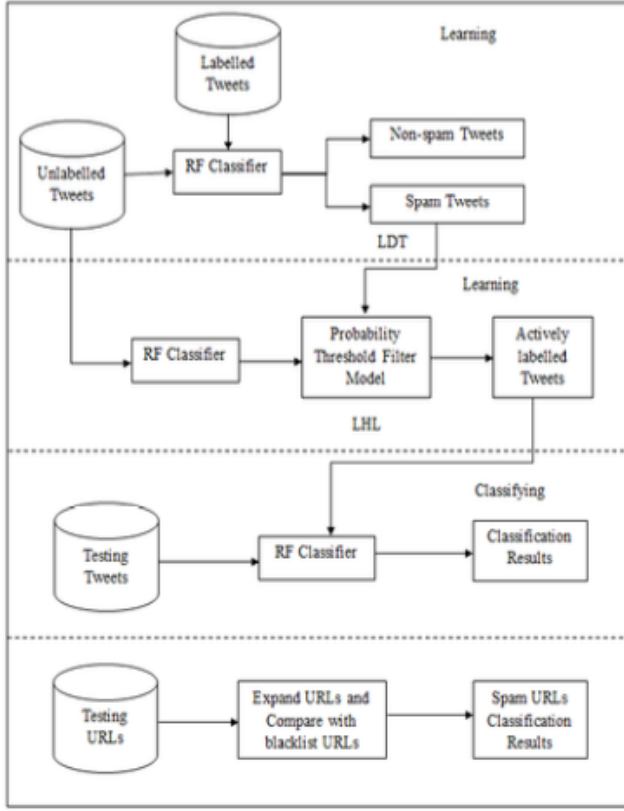 Learning
Labelled
Tweets
Unlabelled
Tweets
RF Classifier
Non-spam Tweets
Spam Tweets
LDT
Learning
RF Classifier
Probability
Threshold Filter
Model
Actively
labelled
Tweets
LHL
Classifying
Testing
Tweets
RF Classifier
Classification
Results
Testing
URLs
Expand URLs and
Compare with
blacklist URLs
Spam URLs
Classification
Results